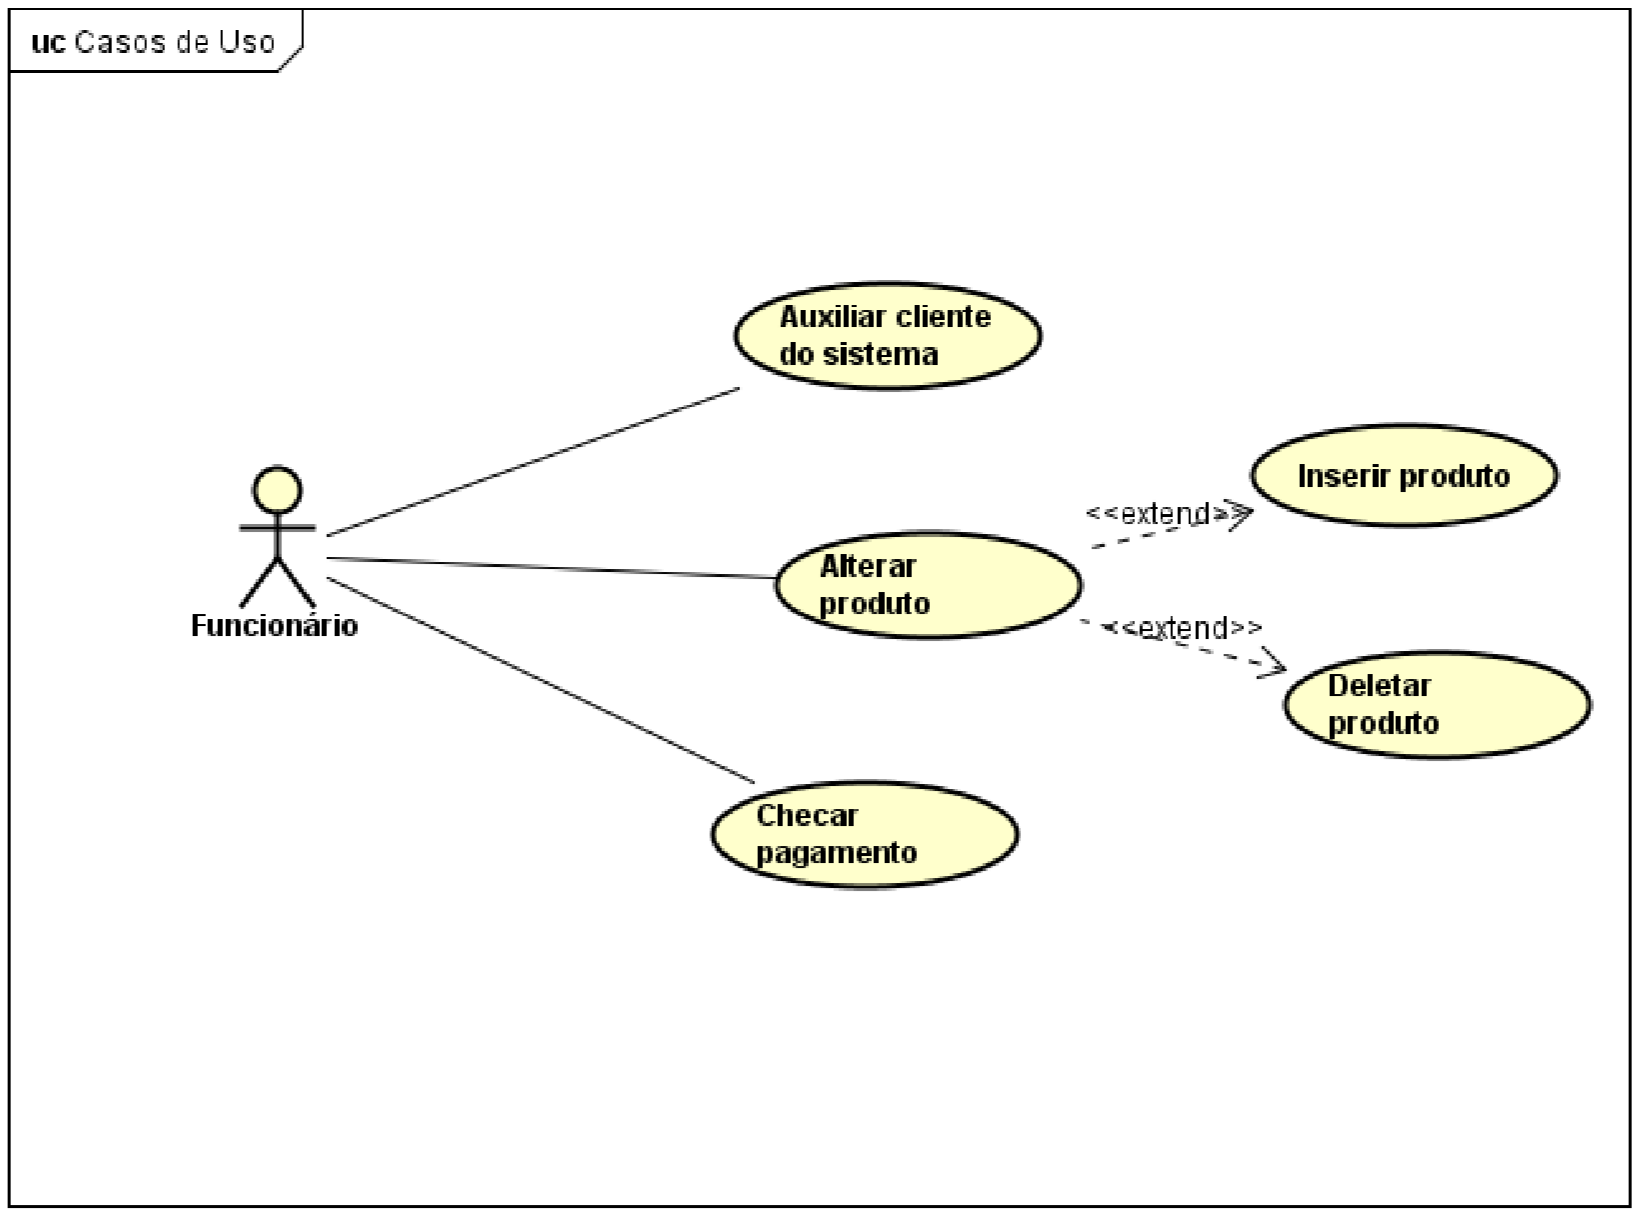 uc Casos de Uso
Auxiliar cliente
do sistema
Inserir produto
<<extend>>
Alterar
produto
Funcionário
<<extend>>
Deletar
produto
Checar
pagamento